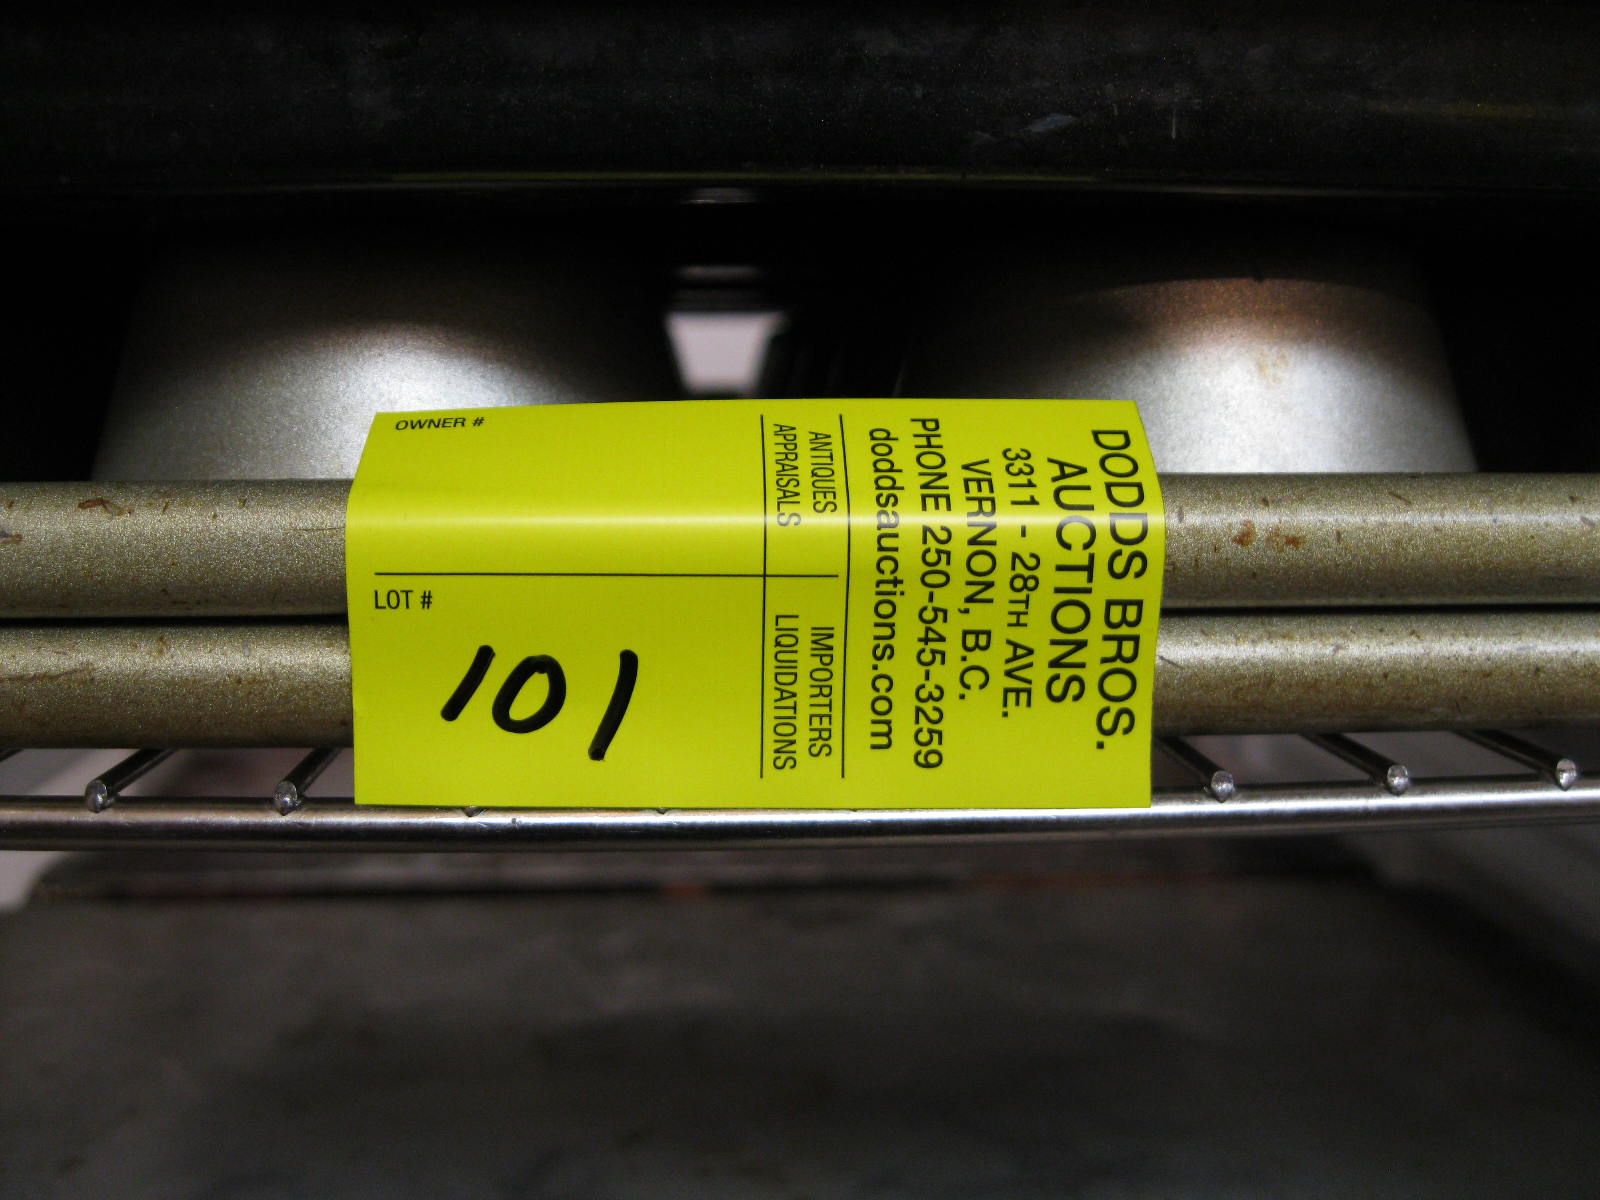 DODDS BROS.
AUCTIONS
3311 - 28TH AVE.
VERNON, B.C.
PHONE 250-545-3259
doddsauctions.com
ANTIQUES IMPORTERS
APPRAISALS LIQUIDATIONS
OWNER #
LOT #
101